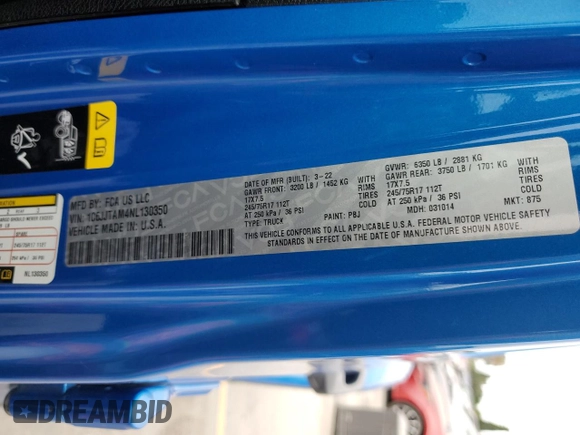 MFD BY: FCA US LLC
VIN: 1C6JJTAM4NL130350
VEHICLE MADE IN U.S.A.
DATE OF MFR (BUILT): 3-22
GAWR FRONT: 3200 LB / 1452 KG
17X7.5 WITH TIRES
245/75R17 112T RIMS
AT 250 kPa / 36 PSI COLD
TYPE: TRUCK
PAINT: PBJ
GVWR: 6350 LB / 2881 KG
GAWR REAR: 3750 LB / 1701 KG
17X7.5 WITH TIRES
245/75R17 112T RIMS
AT 250 kPa / 36 PSI COLD
MDH: 031014
MKT: 875
THIS VEHICLE CONFORMS TO ALL APPLICABLE U.S.A. FEDERAL MOTOR VEHICLE SAFETY
STANDARDS IN EFFECT ON THE DATE OF MANUFACTURE SHOWN ABOVE.
NL130350
DREAMBID